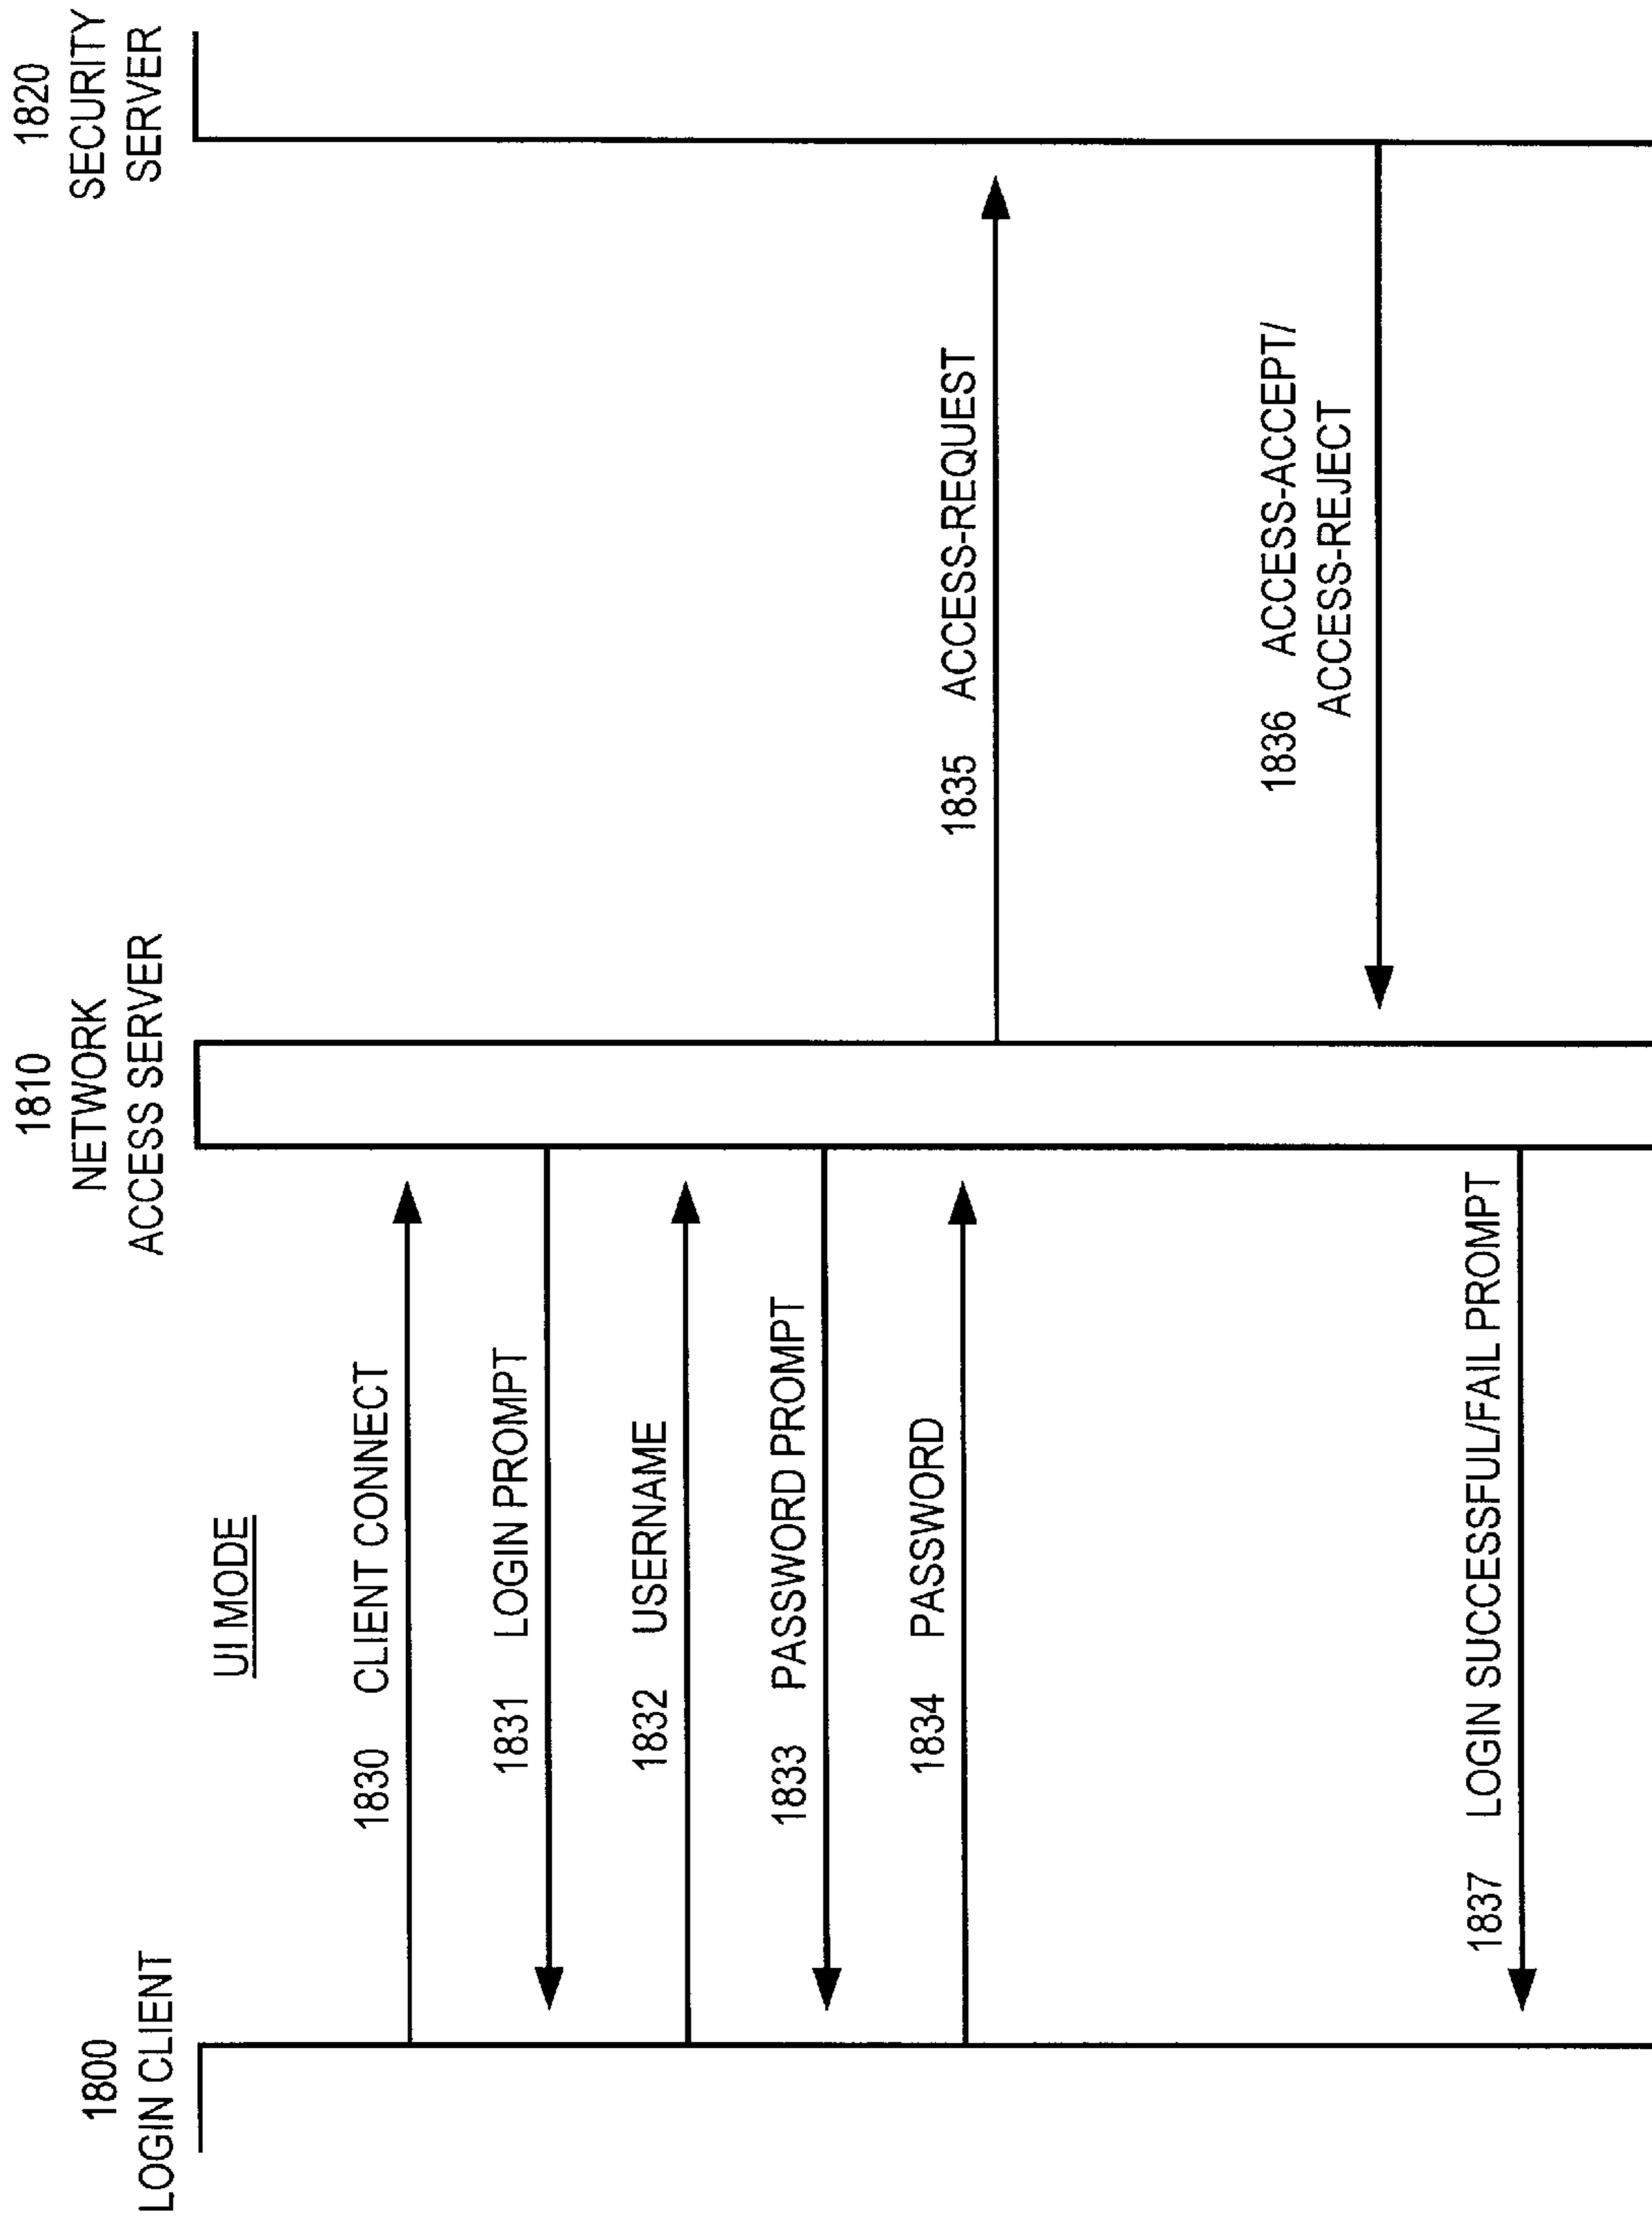 1800
LOGIN CLIENT
1810
NETWORK
ACCESS SERVER
1820
SECURITY
SERVER
UI MODE
1830 CLIENT CONNECT
1831 LOGIN PROMPT
1832 USERNAME
1833 PASSWORD PROMPT
1834 PASSWORD
1835 ACCESS-REQUEST
1836 ACCESS-ACCEPT/
ACCESS-REJECT
1837 LOGIN SUCCESSFUL/FAIL PROMPT